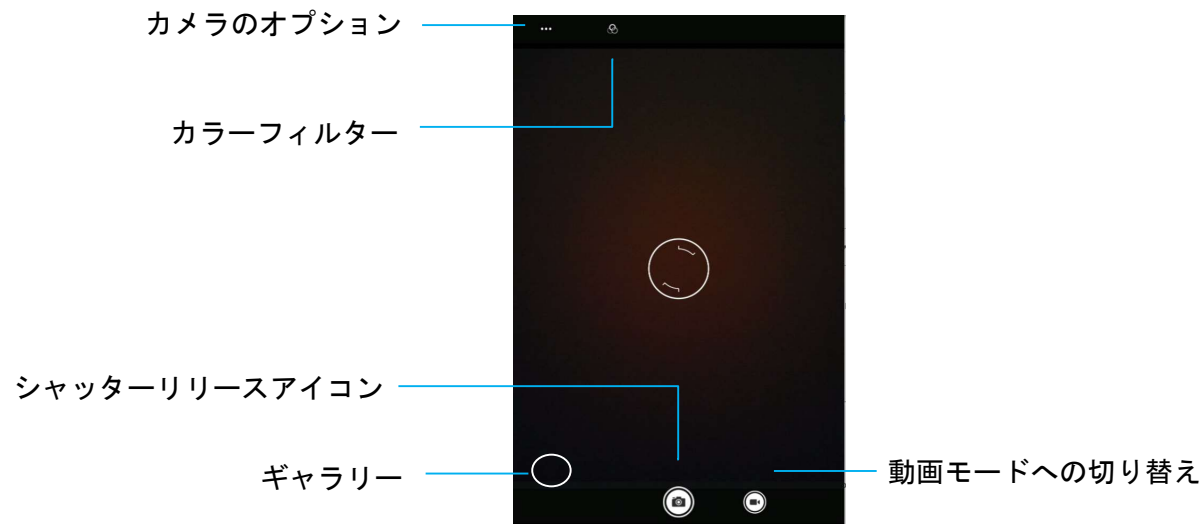 カメラのオプション
カラーフィルター
シャッターリリースアイコン
ギャラリー
動画モードへの切り替え